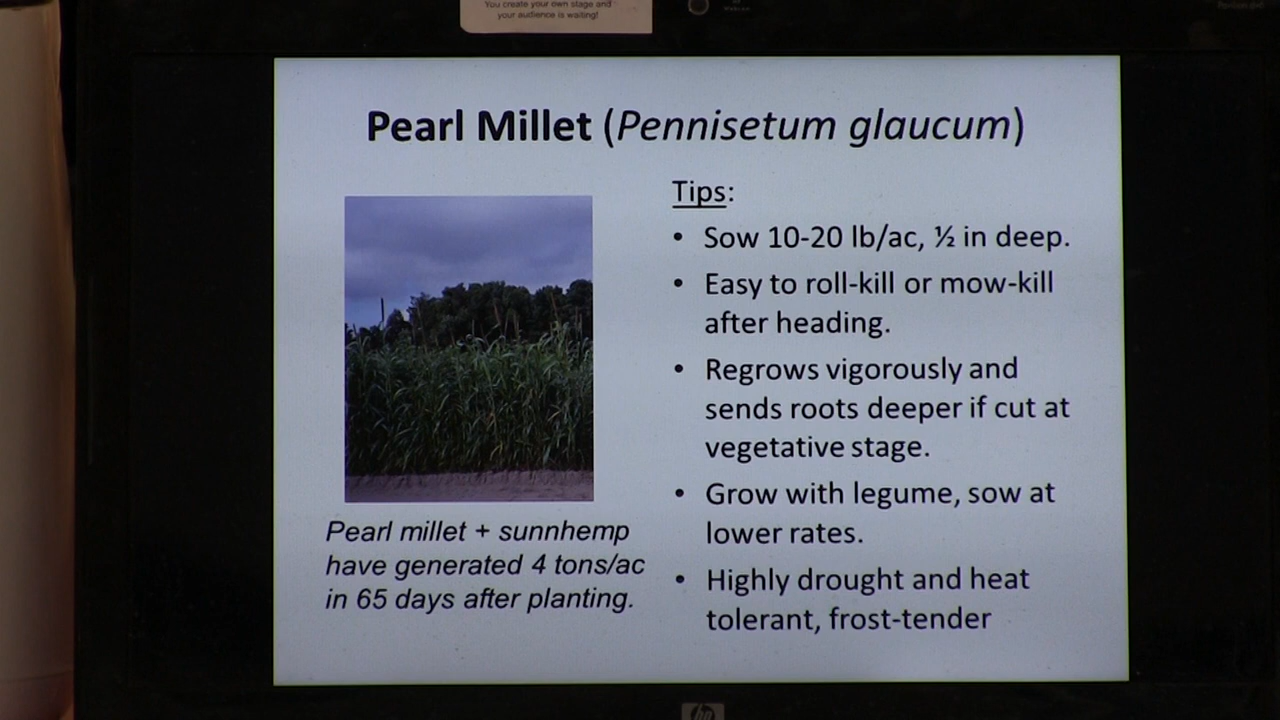 You create your own stage and
your audience is waiting!
Pearl Millet (Pennisetum glaucum)
Tips:
• Sow 10-20 lb/ac, ½ in deep.
• Easy to roll-kill or mow-kill
after heading.
• Regrows vigorously and
sends roots deeper if cut at
vegetative stage.
• Grow with legume, sow at
lower rates.
• Highly drought and heat
tolerant, frost-tender
Pearl millet + sunnhemp
have generated 4 tons/ac
in 65 days after planting.
hp